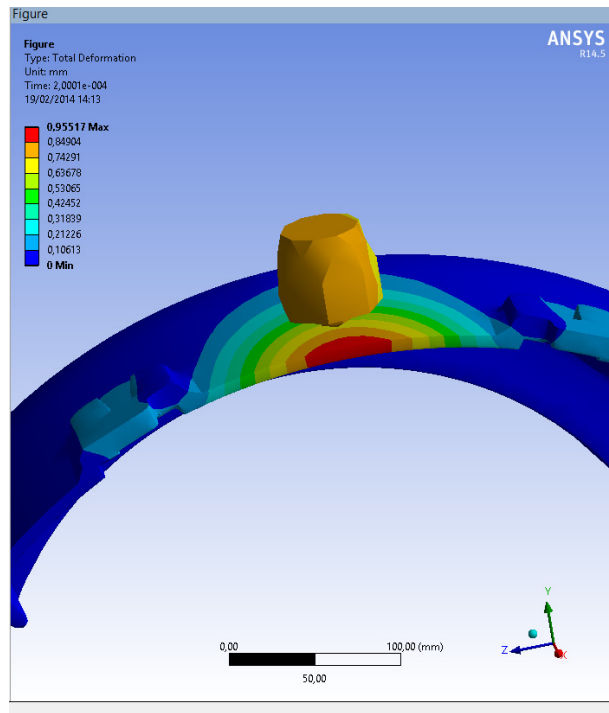 Figure
Figure
Type: Total Deformation
Unit: mm
Time: 2,0001e-004
19/02/2014 14:13
ANSYS
R14.5
0,95517 Max
0,84904
0,74291
0,63678
0,53065
0,42452
0,31839
0,21226
0,10613
0 Min
0,00
100,00 (mm)
50,00
Y
Z
X